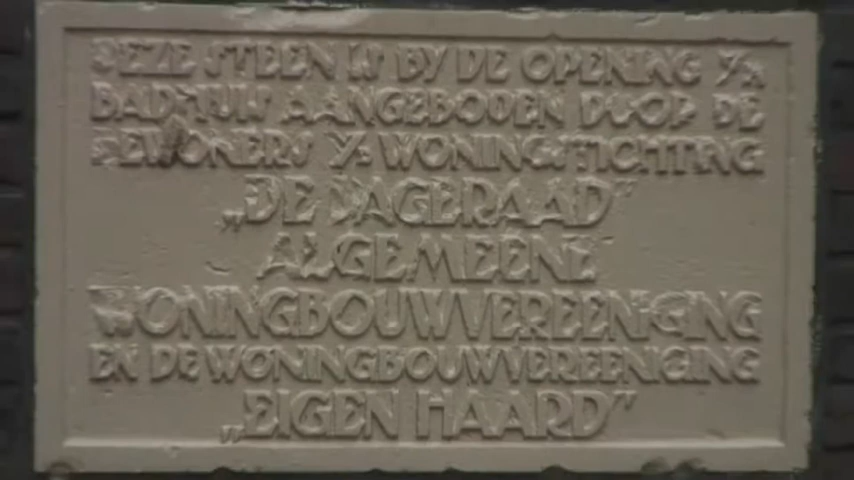 DEZE STEEN IS BY DE OPENING V/H
BADHUIS AANGEBODEN DOOR DE
BEWONERS V/D WONINGSTICHTING
„DE DAGERAAD”
ALGEMEENE
WONINGBOUWVEREENIGING
EN DE WONINGBOUWVEREENIGING
„EIGEN HAARD”